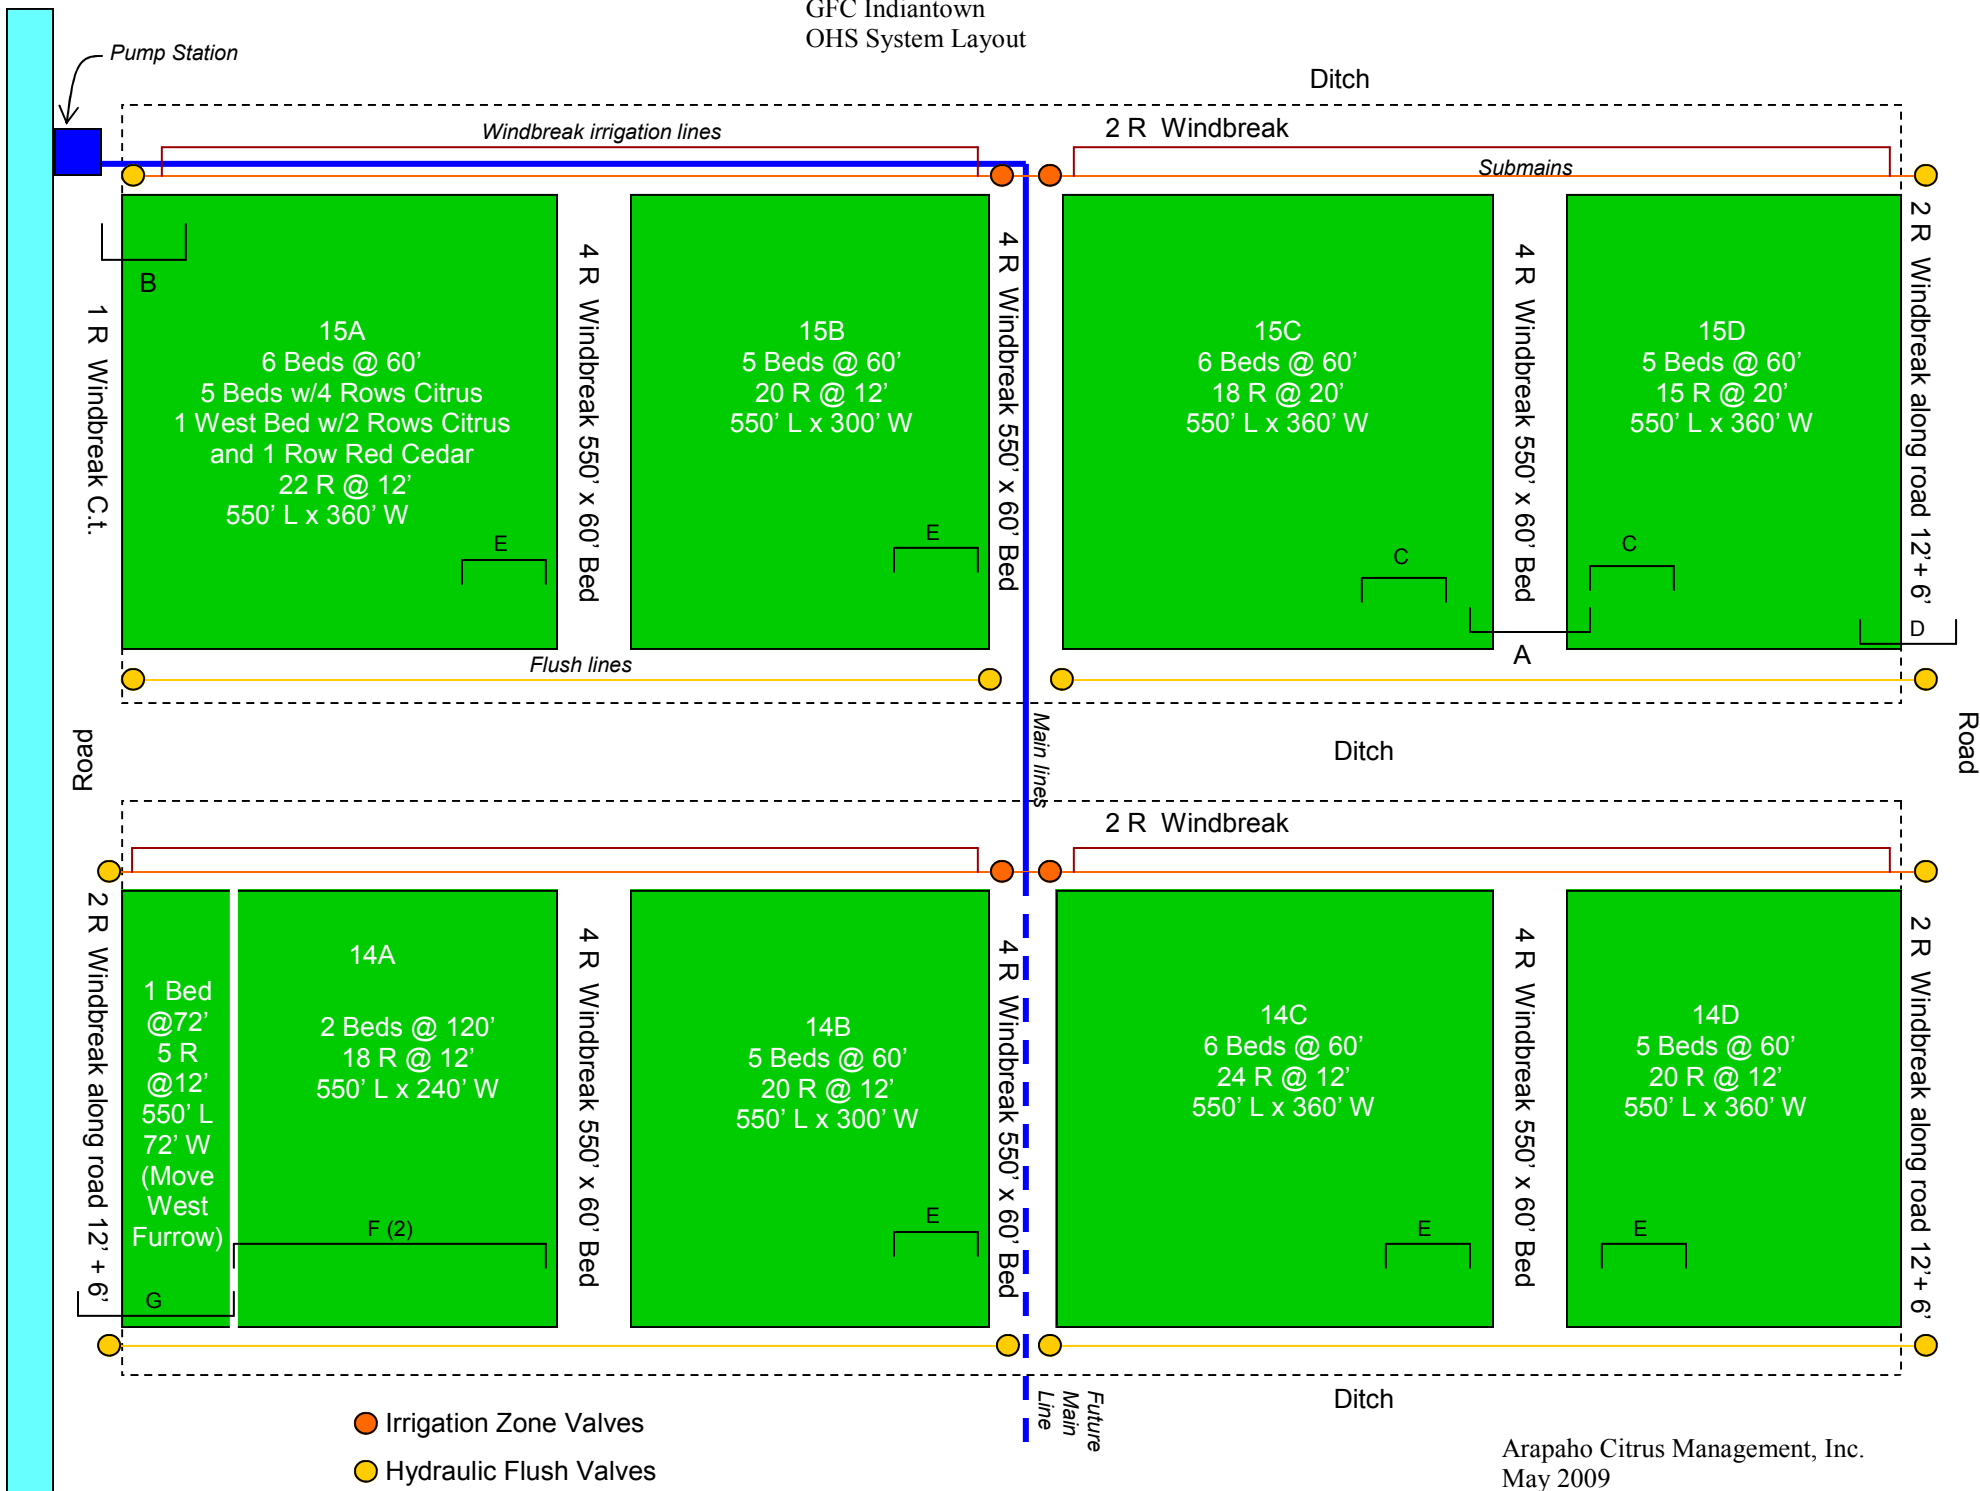 GFC Indiantown
OHS System Layout
Pump Station
Ditch
Windbreak irrigation lines
2 R Windbreak
Submains
B
1 R Windbreak C.t.
15A
6 Beds @ 60’
5 Beds w/4 Rows Citrus
1 West Bed w/2 Rows Citrus
and 1 Row Red Cedar
22 R @ 12’
550’ L x 360’ W
E
4 R Windbreak 550’ x 60’ Bed
15B
5 Beds @ 60’
20 R @ 12’
550’ L x 300’ W
E
4 R Windbreak 550’ x 60’ Bed
15C
6 Beds @ 60’
18 R @ 20’
550’ L x 360’ W
C
4 R Windbreak 550’ x 60’ Bed
A
15D
5 Beds @ 60’
15 R @ 20’
550’ L x 360’ W
C
2 R Windbreak along road 12’+ 6’
D
Flush lines
Road
Main lines
Ditch
Road
2 R Windbreak
2 R Windbreak along road 12’ + 6’
1 Bed
@72’
5 R
@12’
550’ L
72’ W
(Move
West
Furrow)
G
14A
2 Beds @ 120’
18 R @ 12’
550’ L x 240’ W
F (2)
4 R Windbreak 550’ x 60’ Bed
14B
5 Beds @ 60’
20 R @ 12’
550’ L x 300’ W
E
4 R Windbreak 550’ x 60’ Bed
14C
6 Beds @ 60’
24 R @ 12’
550’ L x 360’ W
E
4 R Windbreak 550’ x 60’ Bed
14D
5 Beds @ 60’
20 R @ 12’
550’ L x 360’ W
E
2 R Windbreak along road 12’+ 6’
Future
Main
Line
Ditch
Irrigation Zone Valves
Hydraulic Flush Valves
Arapaho Citrus Management, Inc.
May 2009